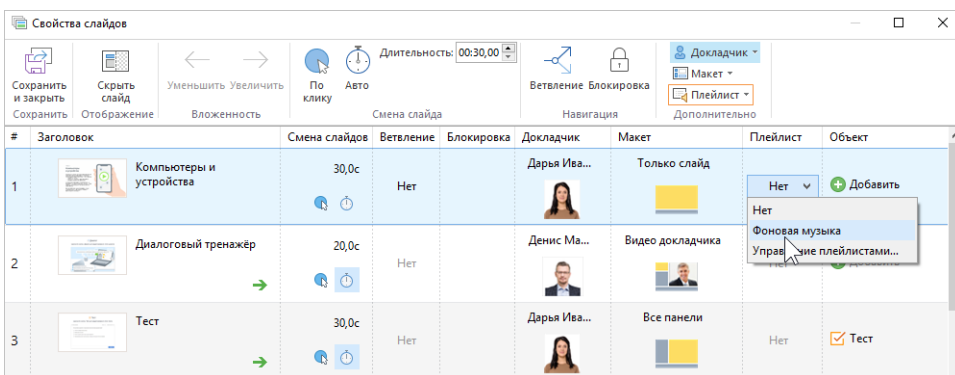 Свойства слайдов
Сохранить и закрыть
Скрыть слайд
Уменьшить Увеличить
По клику
Авто
Длительность: 00:30,00
Ветвление Блокировка
Докладчик
Макет
Плейлист
Сохранить Отображение Вложенность Смена слайда Навигация Дополнительно
# Заголовок Смена слайдов Ветвление Блокировка Докладчик Макет Плейлист Объект
1 Компьютеры и устройства 30,0с Нет Дарья Ива... Только слайд Нет Добавить
Нет
Фоновая музыка
плейлистами...
2 Диалоговый тренажёр 20,0с Нет Денис Ма... Видео докладчика
3 Тест 30,0с Нет Дарья Ива... Все панели Нет Тест